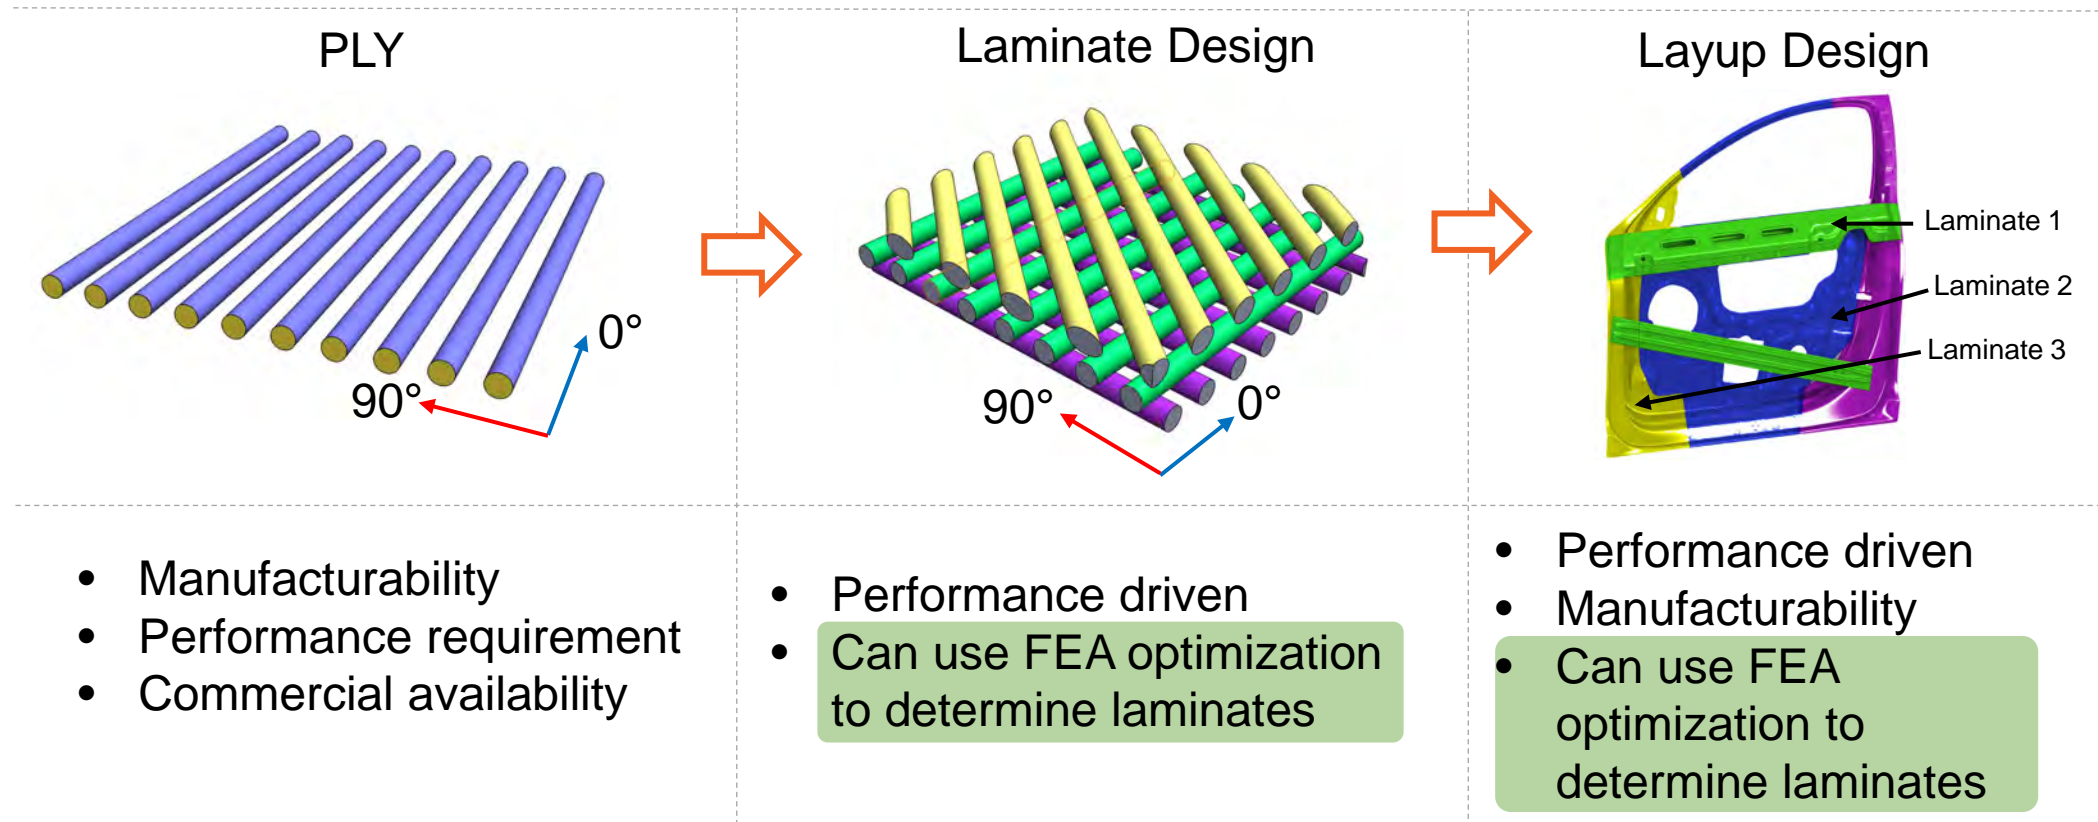 PLY
0°
90°
• Manufacturability
• Performance requirement
• Commercial availability
Laminate Design
90°
0°
• Performance driven
• Can use FEA optimization
to determine laminates
Layup Design
Laminate 1
Laminate 2
Laminate 3
• Performance driven
• Manufacturability
• Can use FEA
optimization to
determine laminates